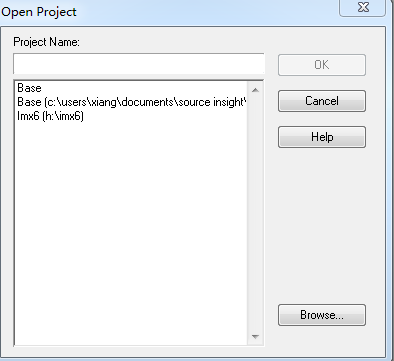 Open Project
Project Name:
OK
Base
Base (c:\users\xiang\documents\source insight\
Imx6 (h:\imx6)
Cancel
Help
Browse...